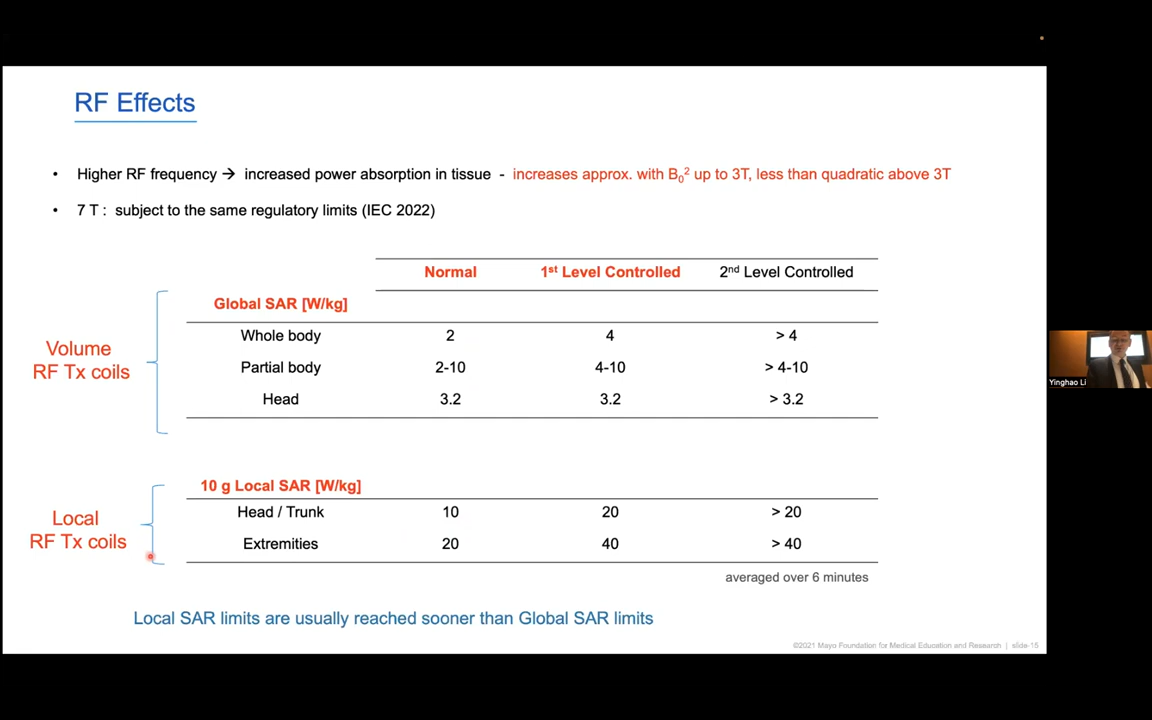 RF Effects
• Higher RF frequency → increased power absorption in tissue - increases approx. with B₀² up to 3T, less than quadratic above 3T
• 7 T : subject to the same regulatory limits (IEC 2022)
Normal 1st Level Controlled 2nd Level Controlled
Global SAR [W/kg]
Whole body 2 4 > 4
Partial body 2-10 4-10 > 4-10
Head 3.2 3.2 > 3.2
Volume
RF Tx coils
10 g Local SAR [W/kg]
Head / Trunk 10 20 > 20
Extremities 20 40 > 40
Local
RF Tx coils
averaged over 6 minutes
Local SAR limits are usually reached sooner than Global SAR limits
©2021 Mayo Foundation for Medical Education and Research | slide-15
Yinghao Li